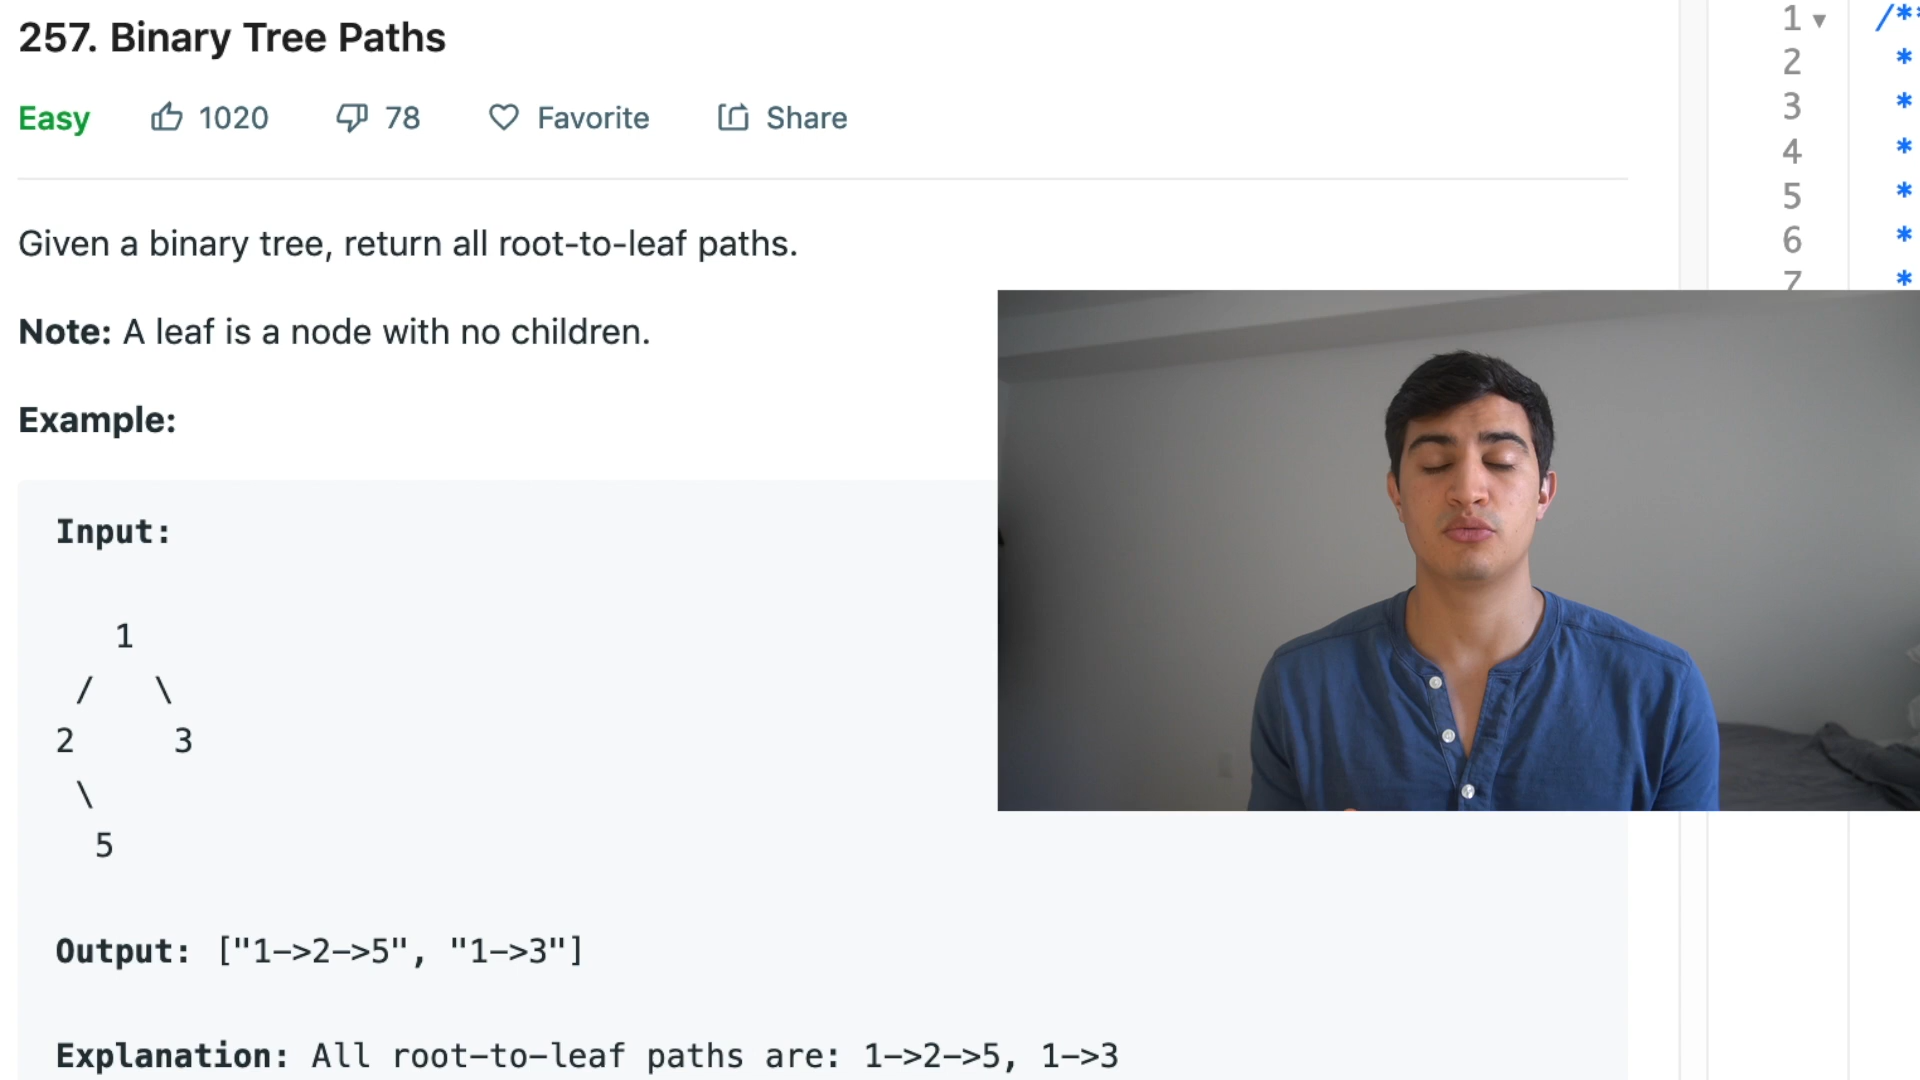 257. Binary Tree Paths
Easy 1020 78 Favorite Share
Given a binary tree, return all root-to-leaf paths.
Note: A leaf is a node with no children.
Example:
Input:
1
/ \
2 3
\
5
Output: ["1->2->5", "1->3"]
Explanation: All root-to-leaf paths are: 1->2->5, 1->3
1 /**
2 *
3 *
4 *
5 *
6 *
7 *